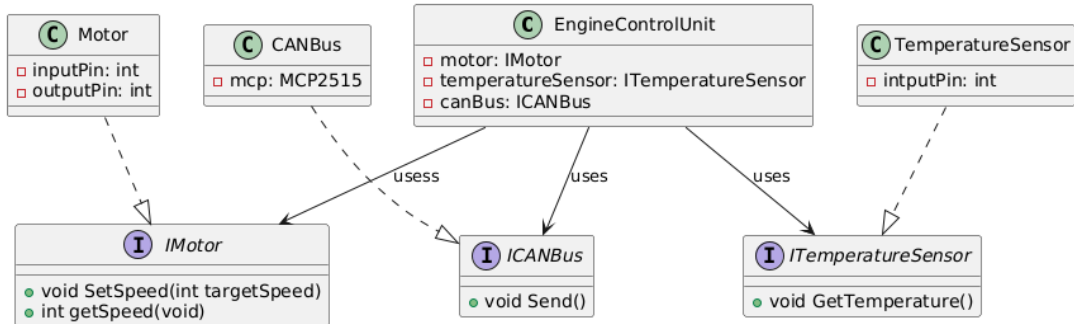 C Motor
inputPin: int
outputPin: int
C CANBus
mcp: MCP2515
C EngineControlUnit
motor: IMotor
temperatureSensor: ITemperatureSensor
canBus: ICANBus
C TemperatureSensor
intputPin: int
usess
uses
uses
I IMotor
void SetSpeed(int targetSpeed)
int getSpeed(void)
I ICANBus
void Send()
I ITemperatureSensor
void GetTemperature()